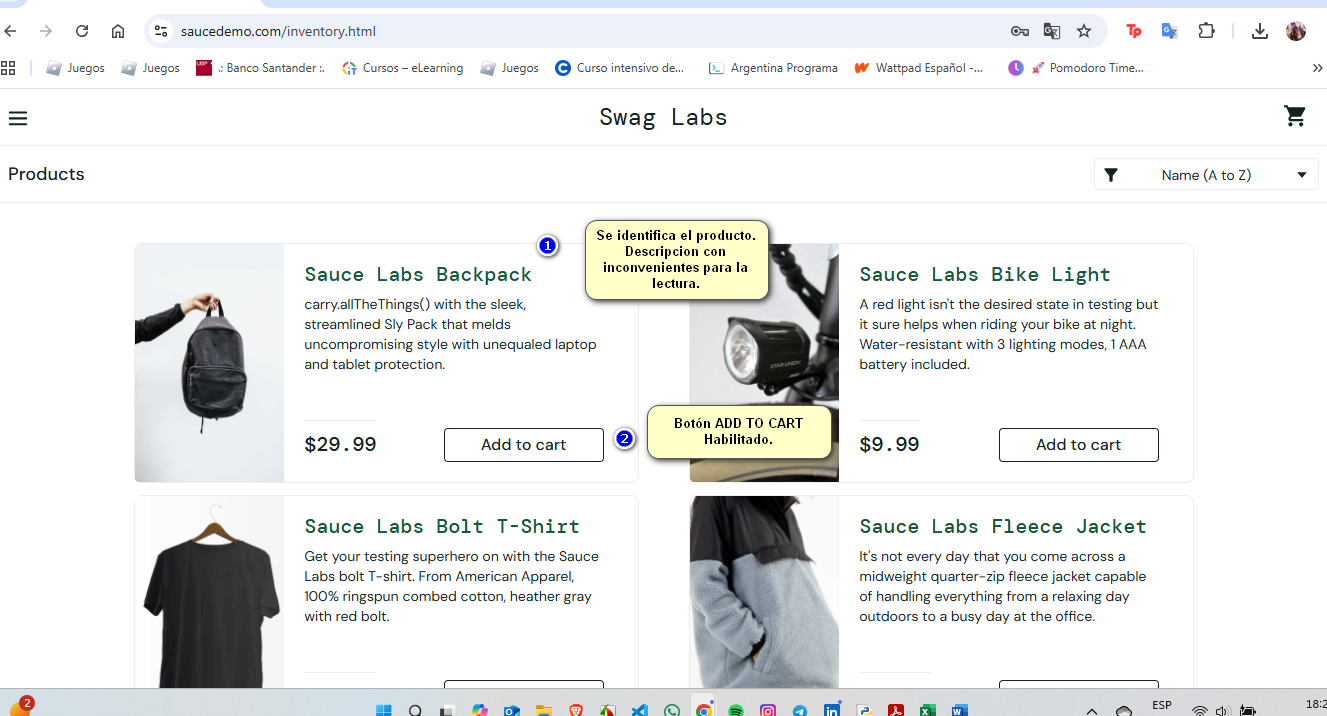 saucedemo.com/inventory.html
Juegos
Juegos
.: Banco Santander :.
Cursos – eLearning
Juegos
Curso intensivo de...
Argentina Programa
Wattpad Español -...
🚀 Pomodoro Time...
Swag Labs
Products
Name (A to Z)
1
Se identifica el producto.
Descripcion con
inconvenientes para la
lectura.
Sauce Labs Backpack
carry.allTheThings() with the sleek,
streamlined Sly Pack that melds
uncompromising style with unequaled laptop
and tablet protection.
$29.99
Add to cart
2
Botón ADD TO CART
Habilitado.
Sauce Labs Bike Light
A red light isn't the desired state in testing but
it sure helps when riding your bike at night.
Water-resistant with 3 lighting modes, 1 AAA
battery included.
STAR UNION
$9.99
Add to cart
Sauce Labs Bolt T-Shirt
Get your testing superhero on with the Sauce
Labs bolt T-shirt. From American Apparel,
100% ringspun combed cotton, heather gray
with red bolt.
Sauce Labs Fleece Jacket
It's not every day that you come across a
midweight quarter-zip fleece jacket capable
of handling everything from a relaxing day
outdoors to a busy day at the office.
2
ESP